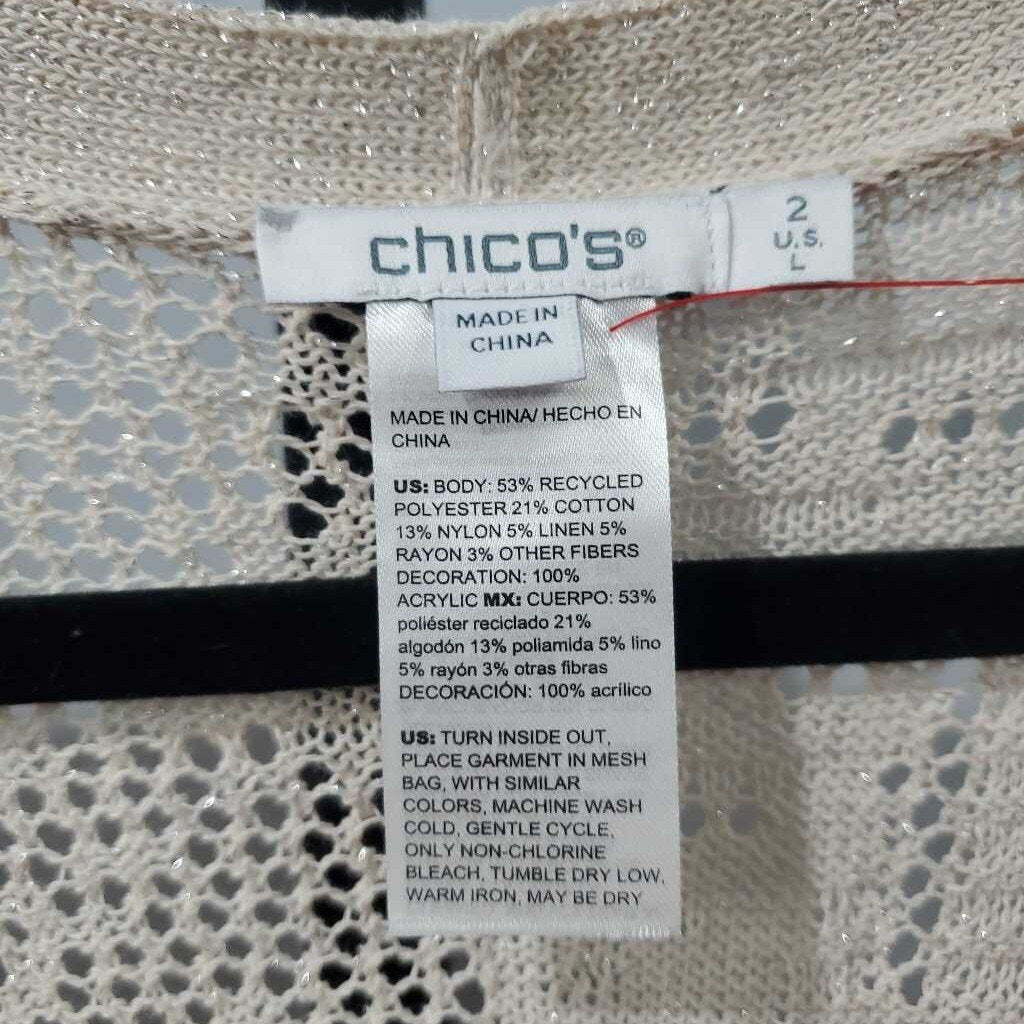 chico's®
2
U.S.
L
MADE IN
CHINA
MADE IN CHINA/ HECHO EN
CHINA
US: BODY: 53% RECYCLED
POLYESTER 21% COTTON
13% NYLON 5% LINEN 5%
RAYON 3% OTHER FIBERS
DECORATION: 100%
ACRYLIC MX: CUERPO: 53%
poliéster reciclado 21%
algodón 13% poliamida 5% lino
5% rayón 3% otras fibras
DECORACIÓN: 100% acrílico
US: TURN INSIDE OUT,
PLACE GARMENT IN MESH
BAG, WITH SIMILAR
COLORS, MACHINE WASH
COLD, GENTLE CYCLE,
ONLY NON-CHLORINE
BLEACH, TUMBLE DRY LOW,
WARM IRON, MAY BE DRY